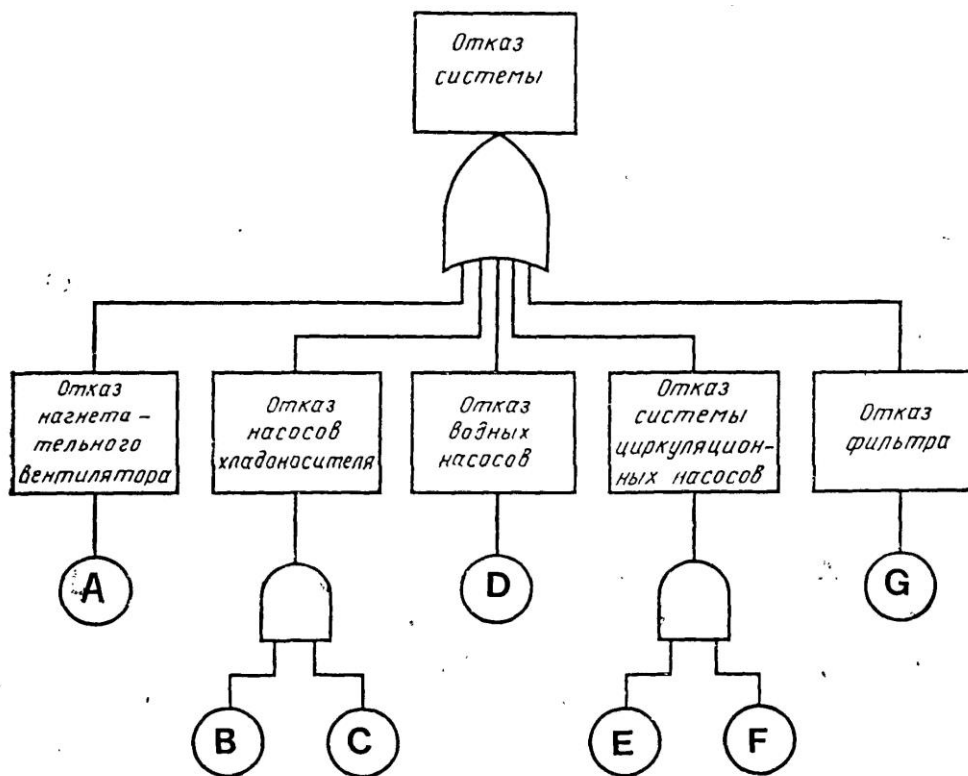 Отказ
системы
Отказ
нагнета-
тельного
вентилятора
Отказ
насосов
хладоносителя
Отказ
водных
насосов
Отказ
системы
циркуляцион-
ных насосов
Отказ
фильтра
A
D
G
B
C
E
F